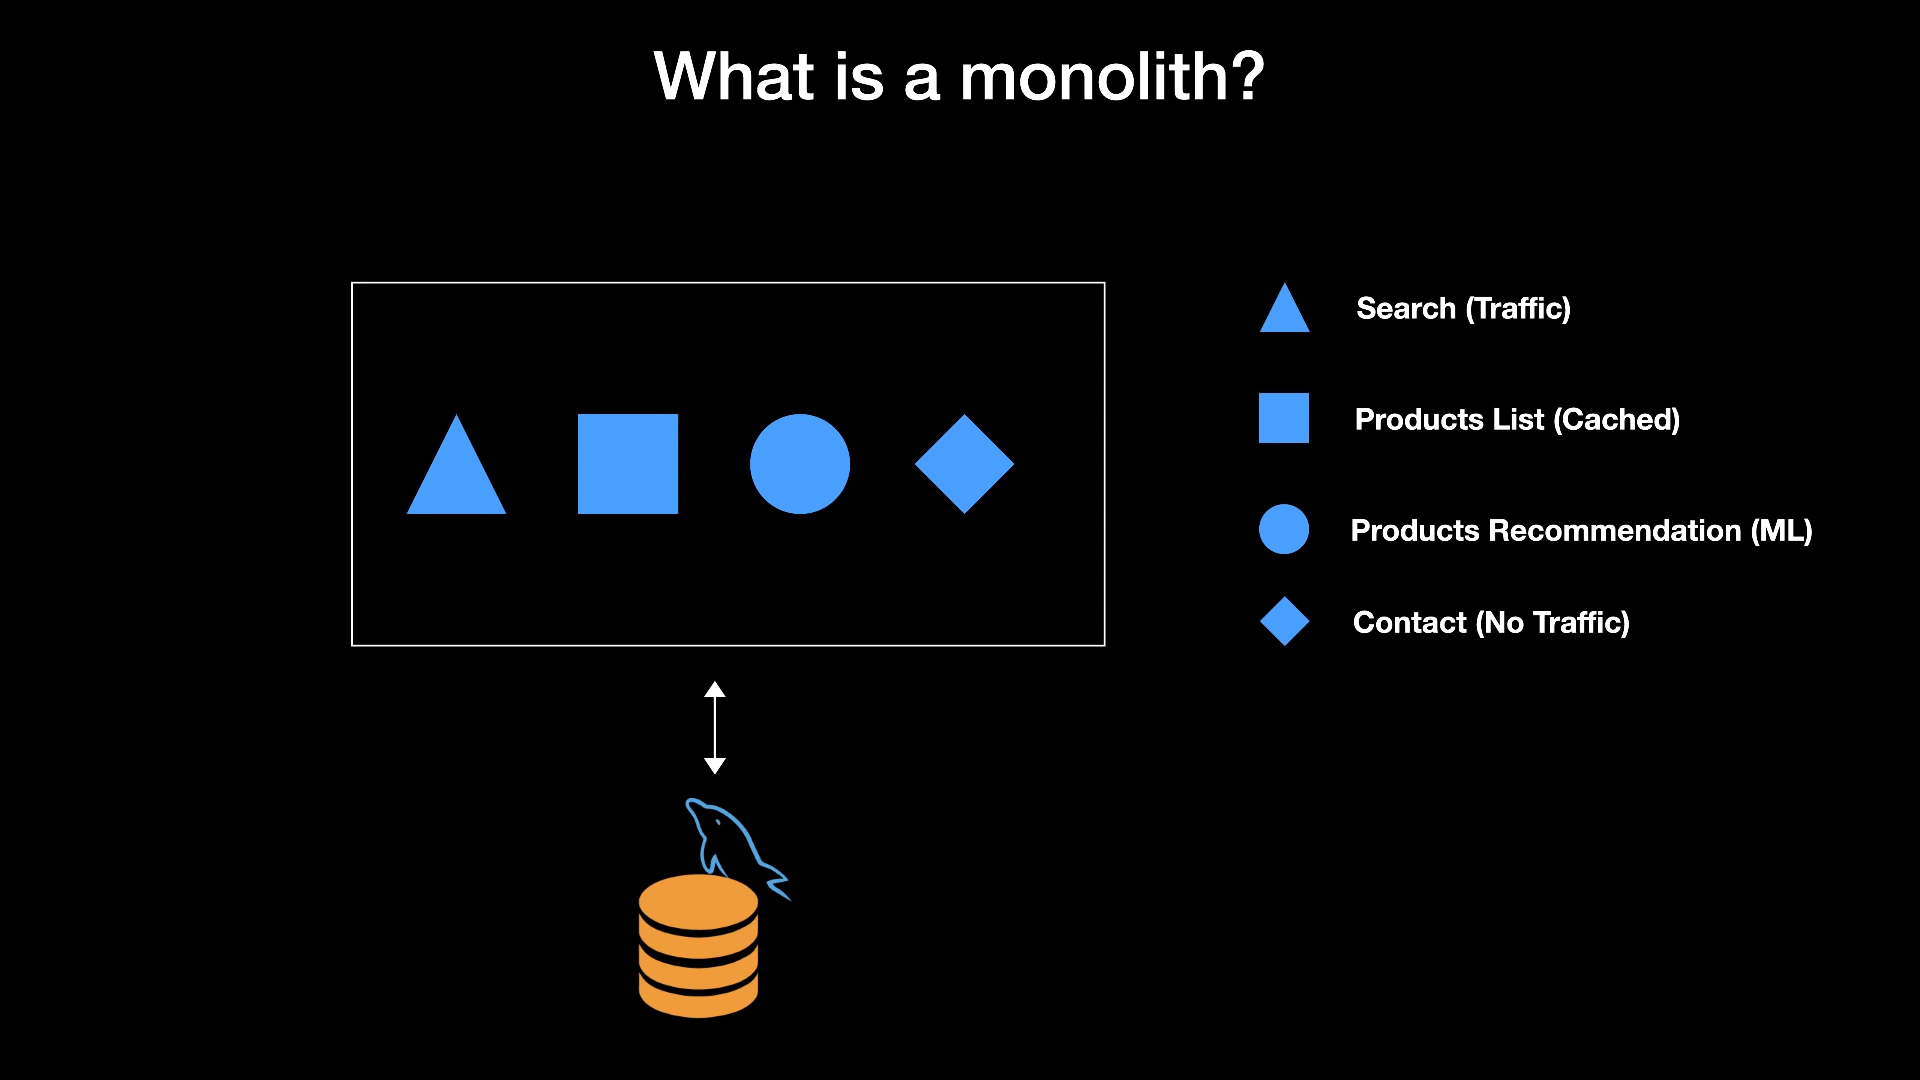 What is a monolith?
Search (Traffic)
Products List (Cached)
Products Recommendation (ML)
Contact (No Traffic)